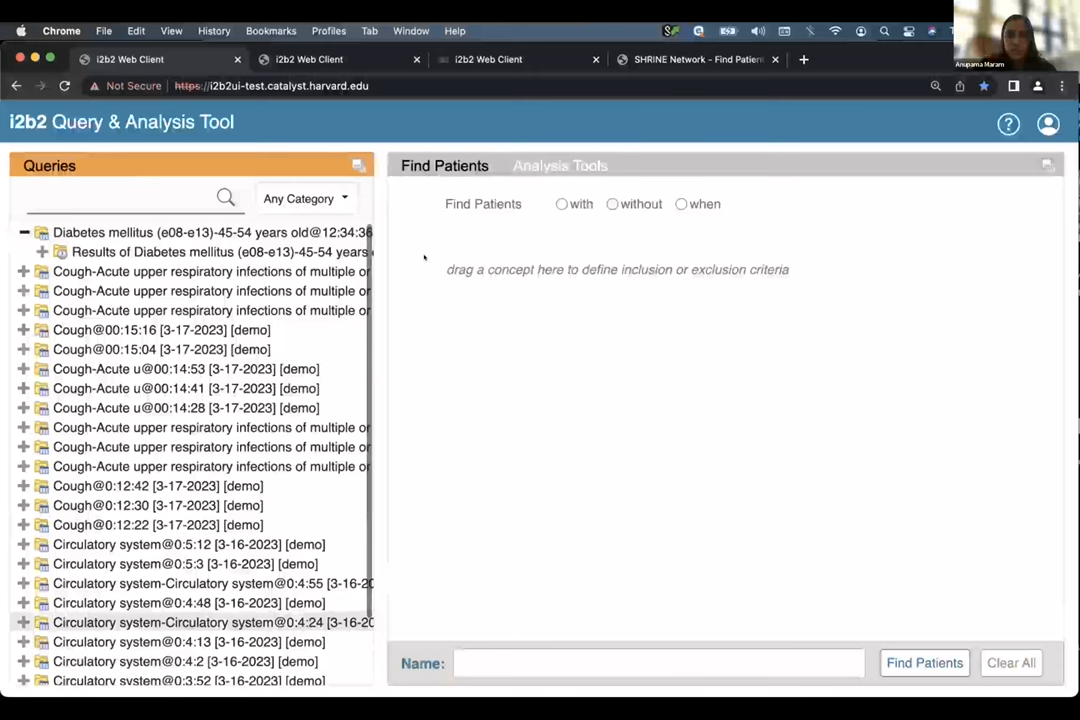 Chrome File Edit View History Bookmarks Profiles Tab Window Help
i2b2 Web Client
i2b2 Web Client
i2b2 Web Client
SHRINE Network - Find Patien
Anupama Maram
Not Secure https://i2b2ui-test.catalyst.harvard.edu
i2b2 Query & Analysis Tool
Queries
Any Category
Diabetes mellitus (e08-e13)-45-54 years old@12:34:36
Results of Diabetes mellitus (e08-e13)-45-54 years
Cough-Acute upper respiratory infections of multiple or
Cough-Acute upper respiratory infections of multiple or
Cough-Acute upper respiratory infections of multiple or
Cough@00:15:16 [3-17-2023] [demo]
Cough@00:15:04 [3-17-2023] [demo]
Cough-Acute u@00:14:53 [3-17-2023] [demo]
Cough-Acute u@00:14:41 [3-17-2023] [demo]
Cough-Acute u@00:14:28 [3-17-2023] [demo]
Cough-Acute upper respiratory infections of multiple or
Cough-Acute upper respiratory infections of multiple or
Cough-Acute upper respiratory infections of multiple or
Cough@0:12:42 [3-17-2023] [demo]
Cough@0:12:30 [3-17-2023] [demo]
Cough@0:12:22 [3-17-2023] [demo]
Circulatory system@0:5:12 [3-16-2023] [demo]
Circulatory system@0:5:3 [3-16-2023] [demo]
Circulatory system-Circulatory system@0:4:55 [3-16-20
Circulatory system@0:4:48 [3-16-2023] [demo]
Circulatory system-Circulatory system@0:4:24 [3-16-20
Circulatory system@0:4:13 [3-16-2023] [demo]
Circulatory system@0:4:2 [3-16-2023] [demo]
Circulatory system@0:3:52 [3-16-2023] [demo]
Find Patients Analysis Tools
Find Patients with without when
drag a concept here to define inclusion or exclusion criteria
Name: Find Patients Clear All